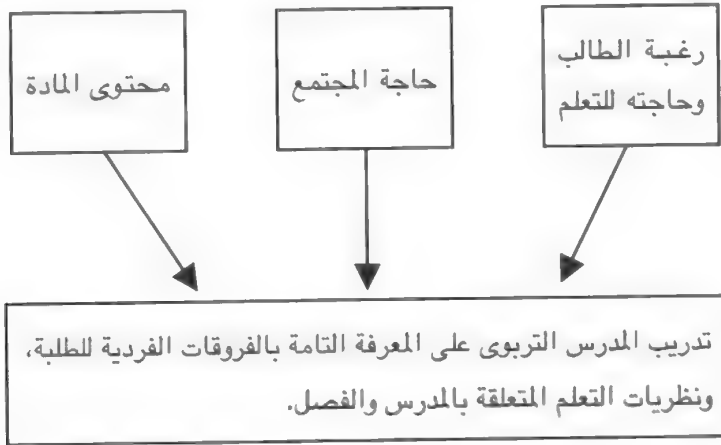 رغبة الطالب
وحاجته للتعلم
حاجة المجتمع
محتوى المادة
تدريب المدرس التربوى على المعرفة التامة بالفروقات الفردية للطلبة،
ونظريات التعلم المتعلقة بالمدرس والفصل.